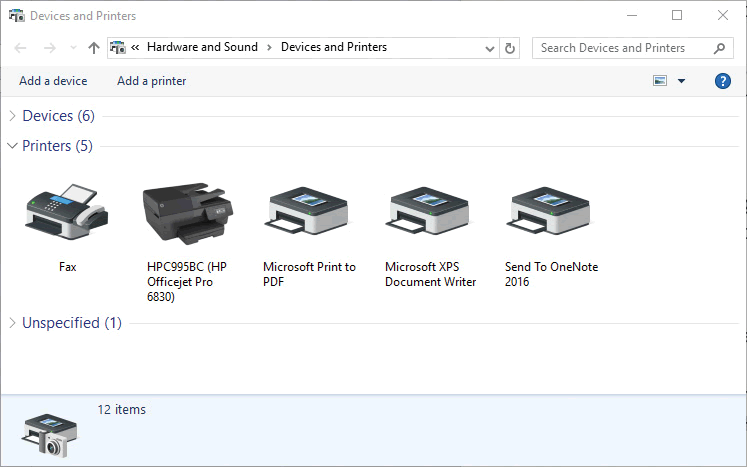 Devices and Printers
« Hardware and Sound > Devices and Printers
Search Devices and Printers
Add a device
Add a printer
?
Devices (6)
Printers (5)
Fax
HPC995BC (HP
Officejet Pro
6830)
Microsoft Print to
PDF
Microsoft XPS
Document Writer
Send To OneNote
2016
Unspecified (1)
12 items